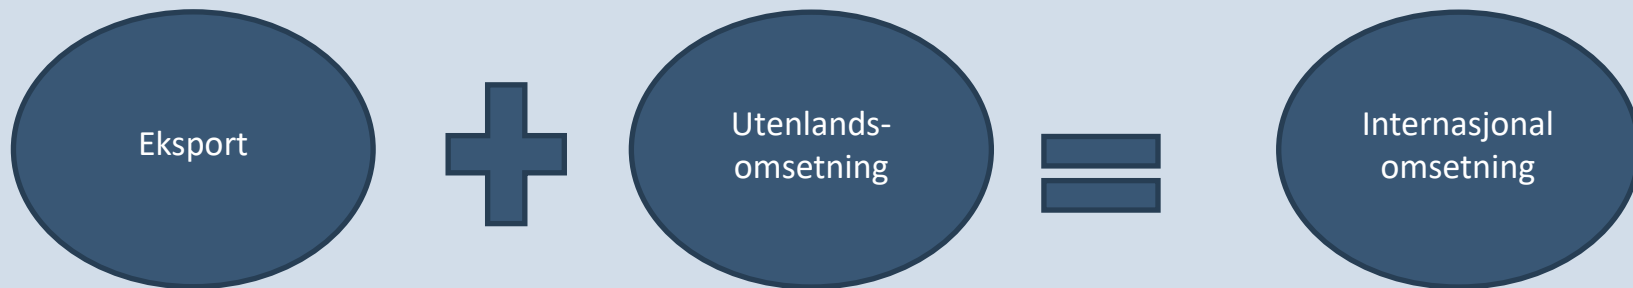 Eksport
Utenlands-
omsetning
Internasjonal
omsetning